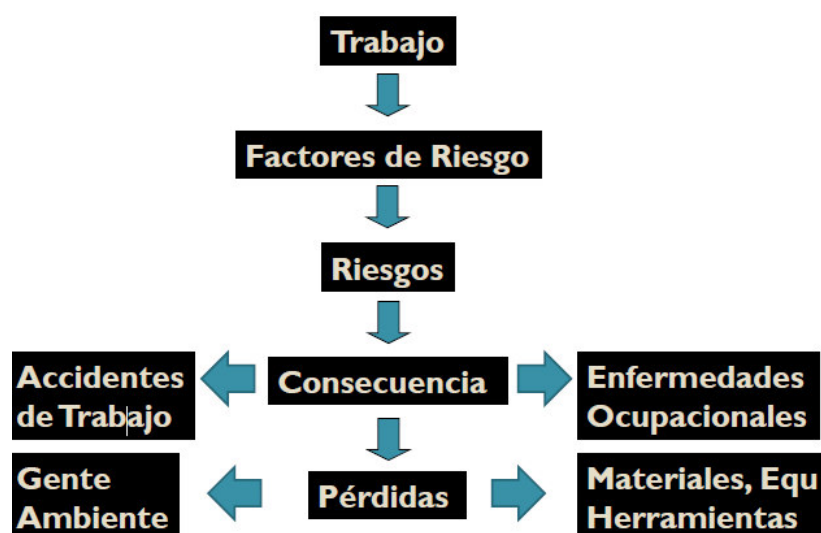 Trabajo
Factores de Riesgo
Riesgos
Accidentes
de Trabajo
Consecuencia
Enfermedades
Ocupacionales
Gente
Ambiente
Pérdidas
Materiales, Equ
Herramientas